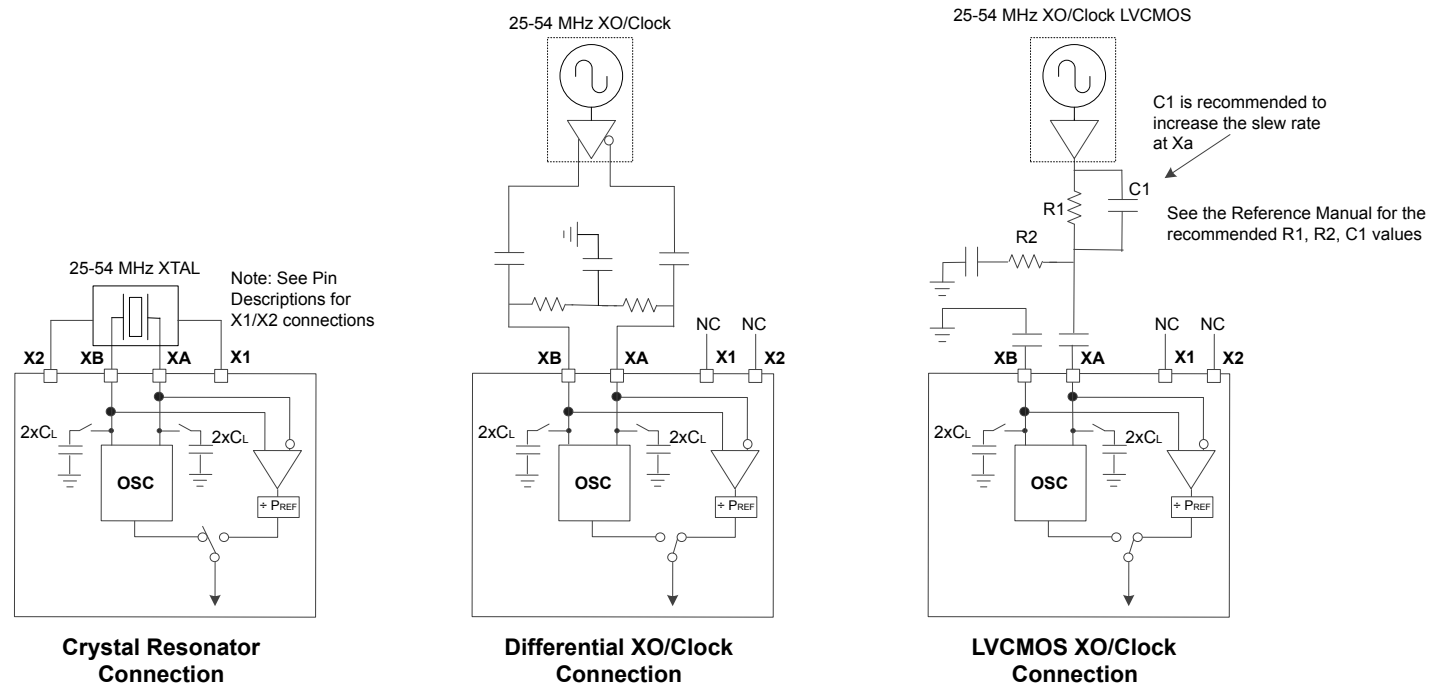 25-54 MHz XTAL
Note: See Pin
Descriptions for
X1/X2 connections
X2 XB XA X1
2xCL 2xCL
OSC
÷ PREF
Crystal Resonator
Connection
25-54 MHz XO/Clock
NC NC
XB XA X1 X2
2xCL 2xCL
OSC
÷ PREF
Differential XO/Clock
Connection
25-54 MHz XO/Clock LVCMOS
C1 is recommended to
increase the slew rate
at Xa
C1
R1
See the Reference Manual for the
recommended R1, R2, C1 values
R2
NC NC
XB XA X1 X2
2xCL 2xCL
OSC
÷ PREF
LVCMOS XO/Clock
Connection